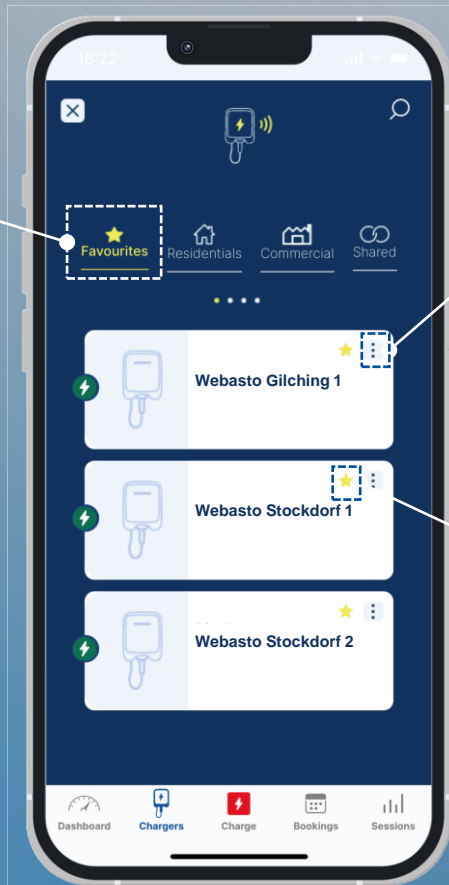 16:22
Favourites
Residentials
Commercial
Shared
Webasto Gilching 1
Webasto Stockdorf 1
Webasto Stockdorf 2
Dashboard
Chargers
Charge
Bookings
Sessions